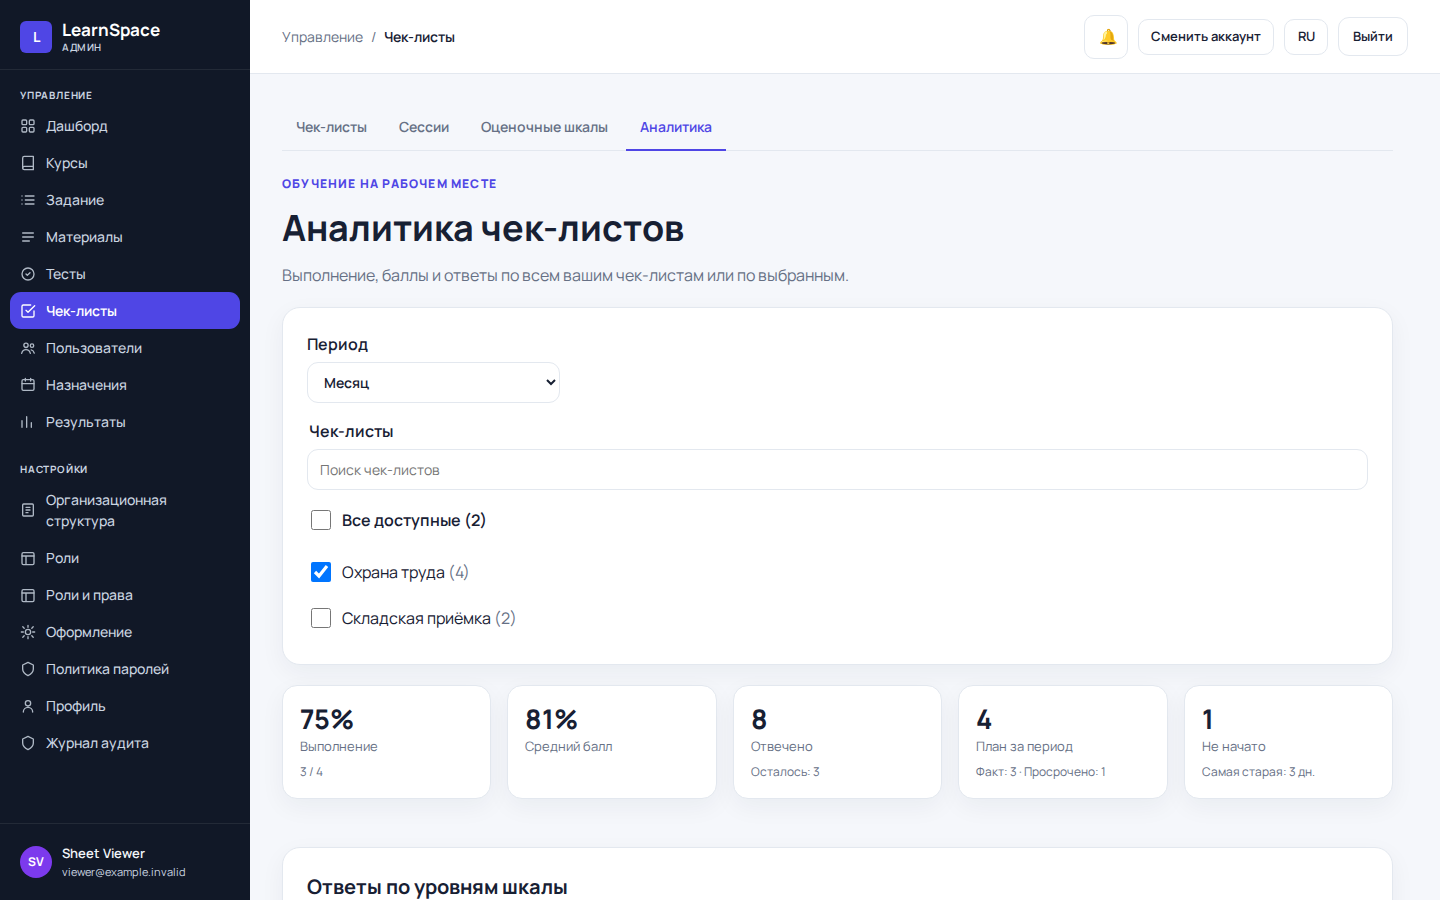 L
LearnSpace
АДМИН
УПРАВЛЕНИЕ
Дашборд
Курсы
Задание
Материалы
Тесты
Чек-листы
Пользователи
Назначения
Результаты
НАСТРОЙКИ
Организационная
структура
Роли
Роли и права
Оформление
Политика паролей
Профиль
Журнал аудита
SV
Sheet Viewer
viewer@example.invalid
Управление / Чек-листы
Сменить аккаунт
RU
Выйти
Чек-листы
Сессии
Оценочные шкалы
Аналитика
ОБУЧЕНИЕ НА РАБОЧЕМ МЕСТЕ
Аналитика чек-листов
Выполнение, баллы и ответы по всем вашим чек-листам или по выбранным.
Период
Месяц
Чек-листы
Поиск чек-листов
Все доступные (2)
Охрана труда (4)
Складская приёмка (2)
75%
Выполнение
3 / 4
81%
Средний балл
8
Отвечено
Осталось: 3
4
План за период
Факт: 3 · Просрочено: 1
1
Не начато
Самая старая: 3 дн.
Ответы по уровням шкалы